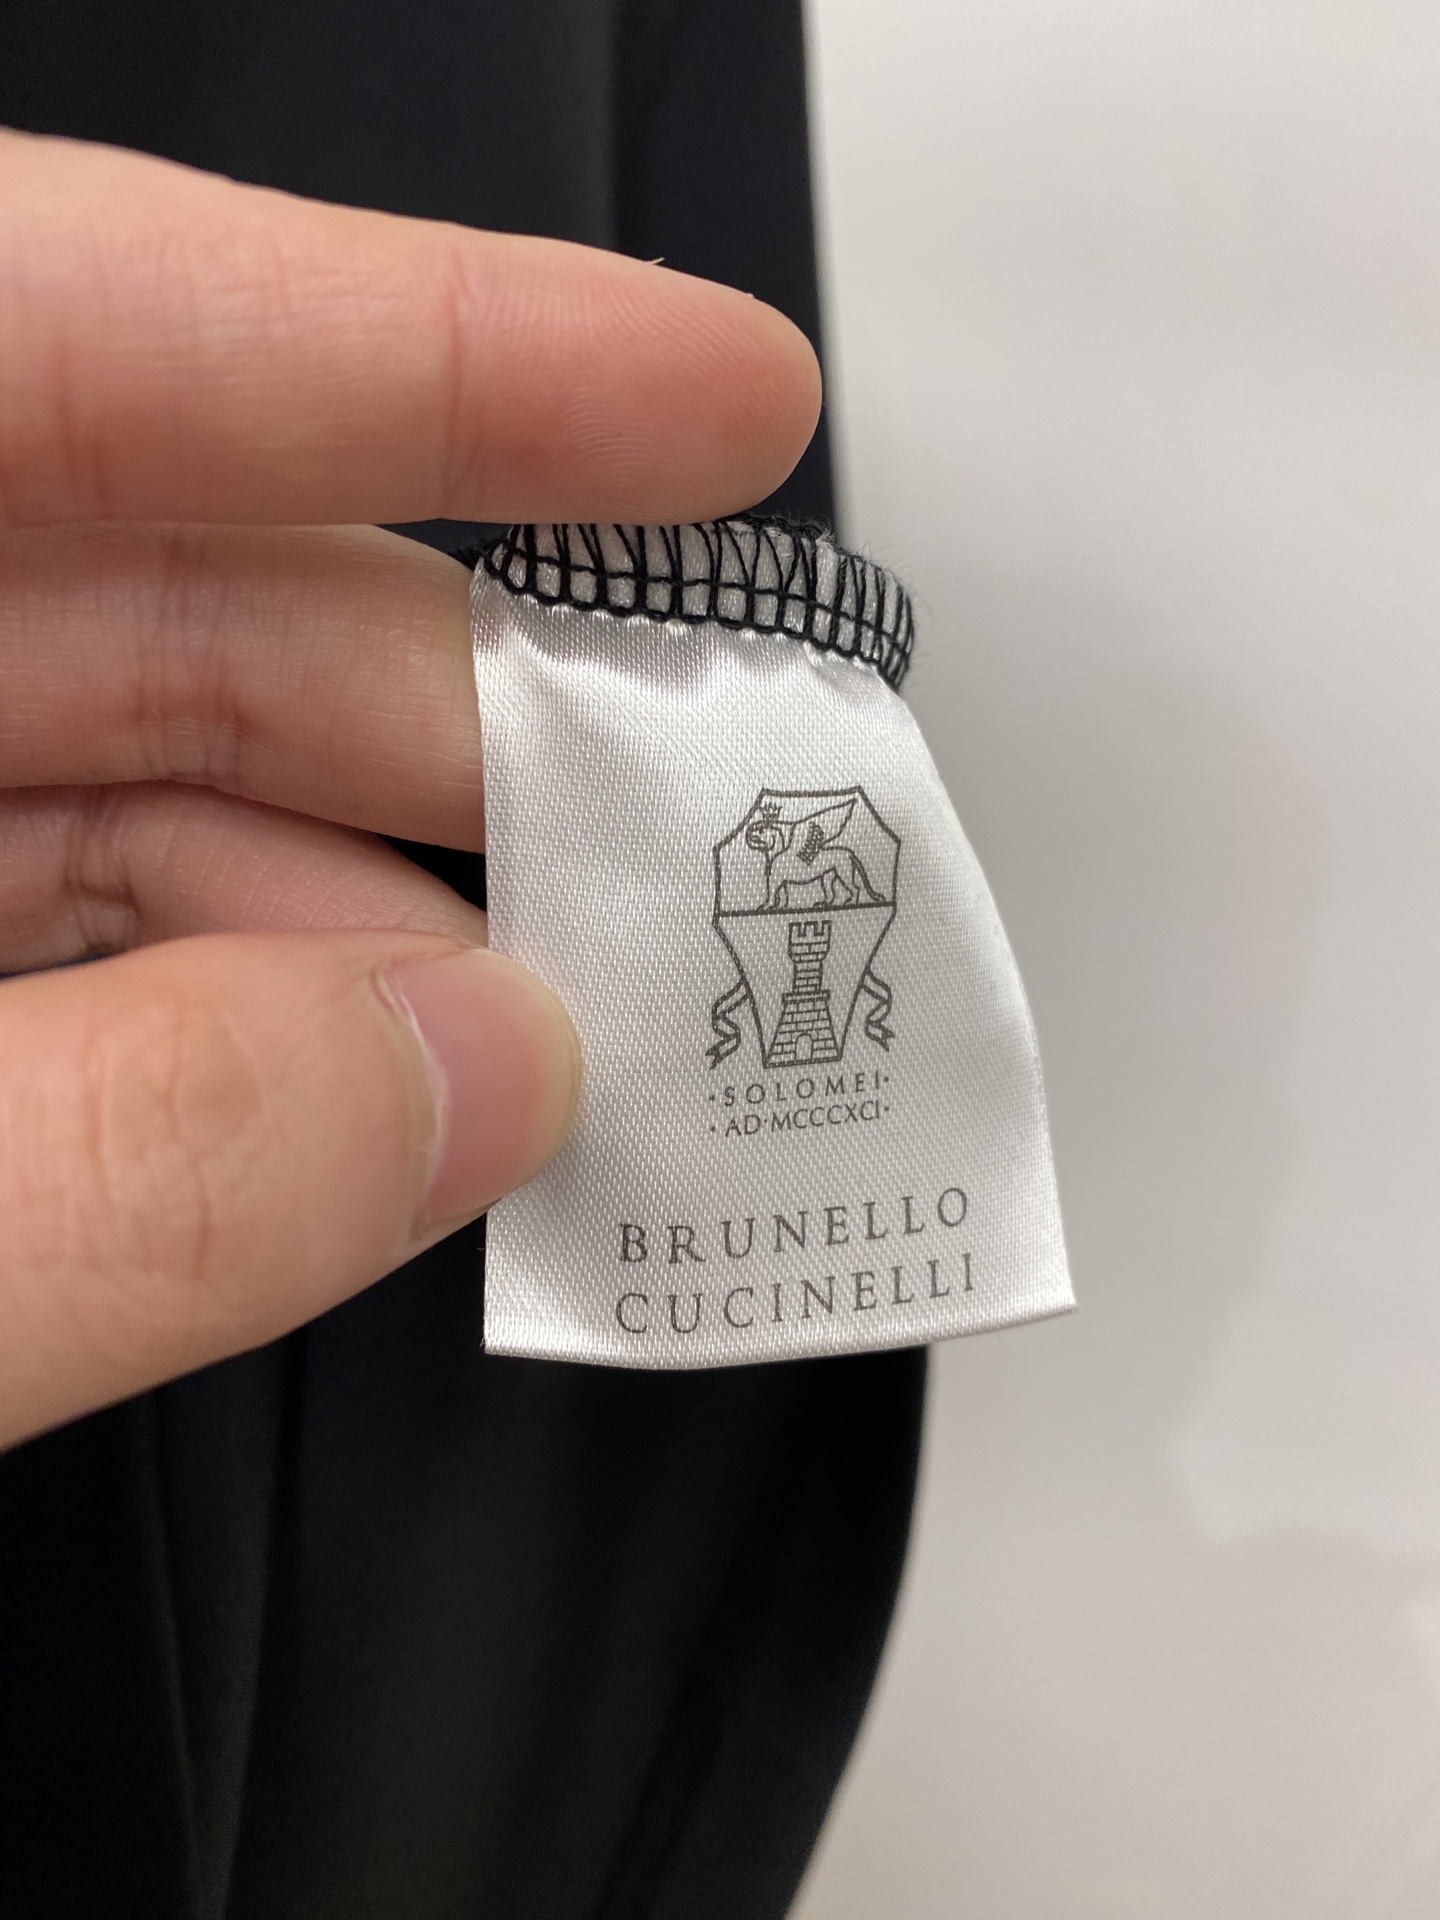 ·SOLOMEI·
·AD·MCCCXCI·
BRUNELLO
CUCINELLI